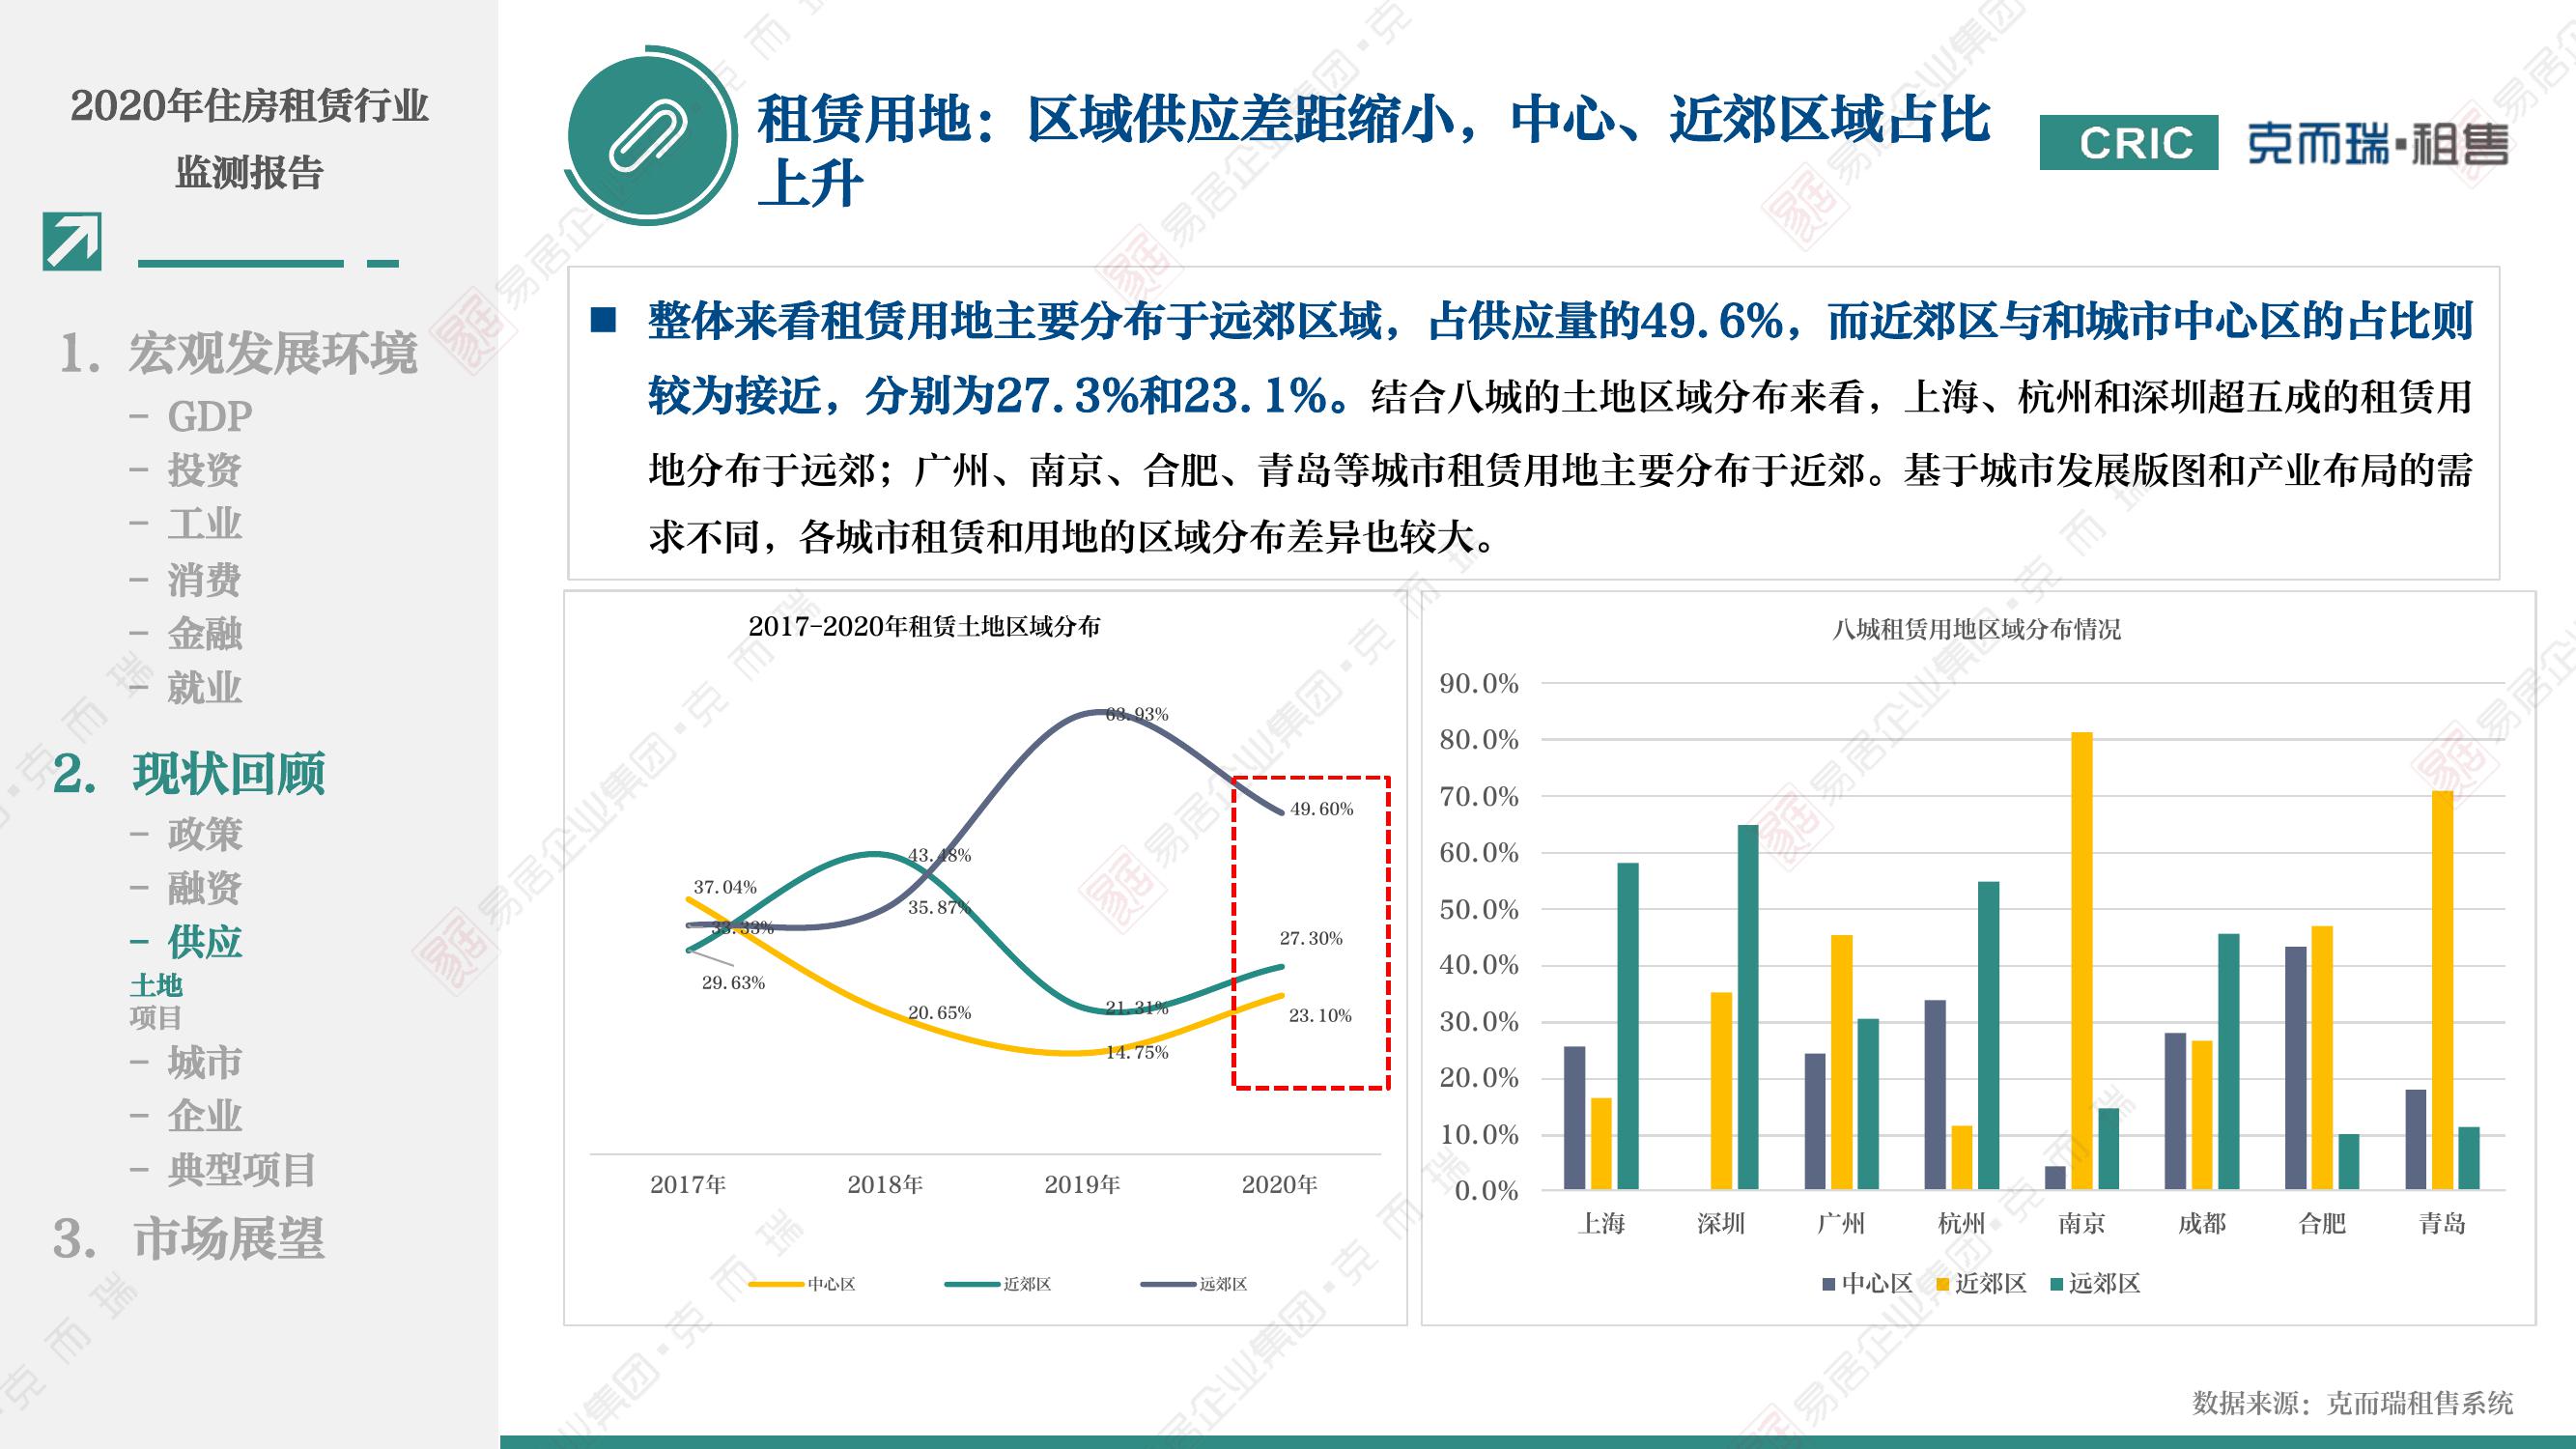 2020年住房租赁行业
监测报告
1. 宏观发展环境
– GDP
– 投资
– 工业
– 消费
– 金融
– 就业
2. 现状回顾
– 政策
– 融资
– 供应
土地
项目
– 城市
– 企业
– 典型项目
3. 市场展望
租赁用地：区域供应差距缩小，中心、近郊区域占比
上升
CRIC 克而瑞·租售
■ 整体来看租赁用地主要分布于远郊区域，占供应量的49.6%，而近郊区与和城市中心区的占比则
较为接近，分别为27.3%和23.1%。结合八城的土地区域分布来看，上海、杭州和深圳超五成的租赁用
地分布于远郊；广州、南京、合肥、青岛等城市租赁用地主要分布于近郊。基于城市发展版图和产业布局的需
求不同，各城市租赁和用地的区域分布差异也较大。
2017-2020年租赁土地区域分布
63.93%
49.60%
43.48%
37.04%
35.87%
33.33%
27.30%
29.63%
20.65%
21.31%
23.10%
14.75%
2017年 2018年 2019年 2020年
中心区 近郊区 远郊区
八城租赁用地区域分布情况
90.0%
80.0%
70.0%
60.0%
50.0%
40.0%
30.0%
20.0%
10.0%
0.0%
上海 深圳 广州 杭州 南京 成都 合肥 青岛
中心区 近郊区 远郊区
数据来源：克而瑞租售系统
易居企业集团·克而瑞